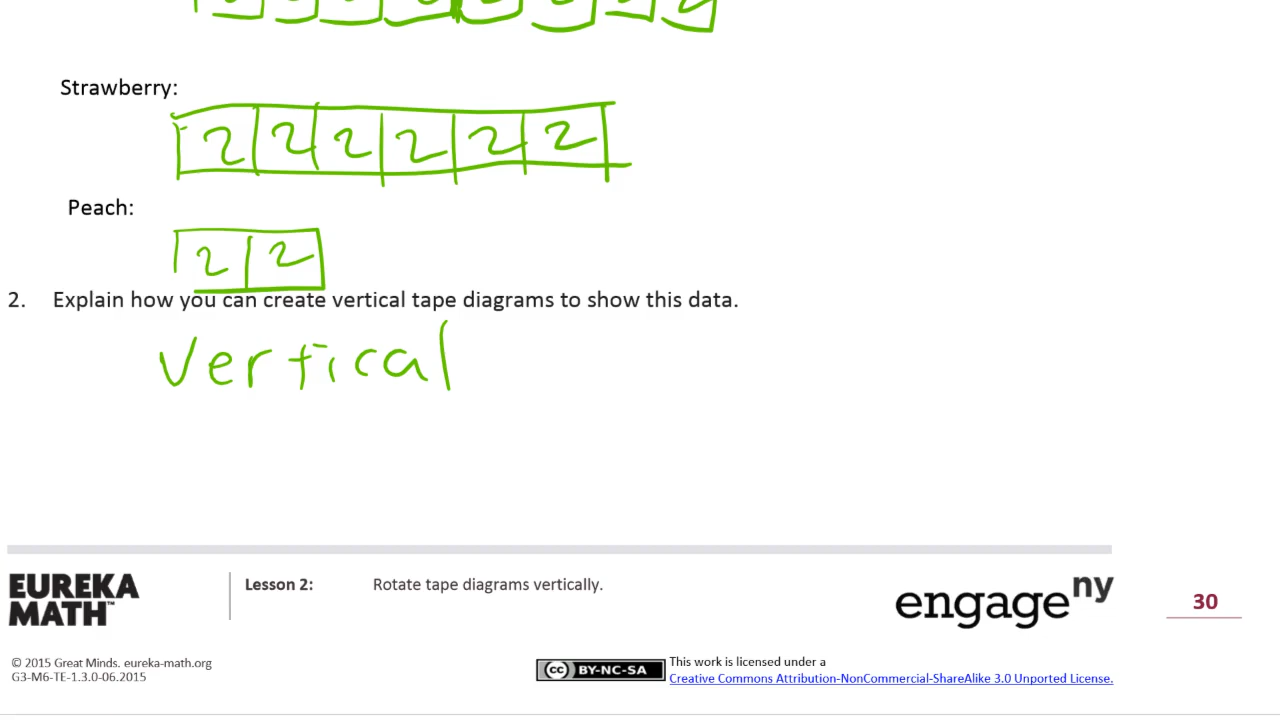 Strawberry:
2 2 2 2 2 2
Peach:
2 2
2. Explain how you can create vertical tape diagrams to show this data.
vertical
EUREKA
MATH™
Lesson 2: Rotate tape diagrams vertically.
engage ny
30
© 2015 Great Minds. eureka-math.org
G3-M6-TE-1.3.0-06.2015
cc BY-NC-SA
This work is licensed under a
Creative Commons Attribution-NonCommercial-ShareAlike 3.0 Unported License.